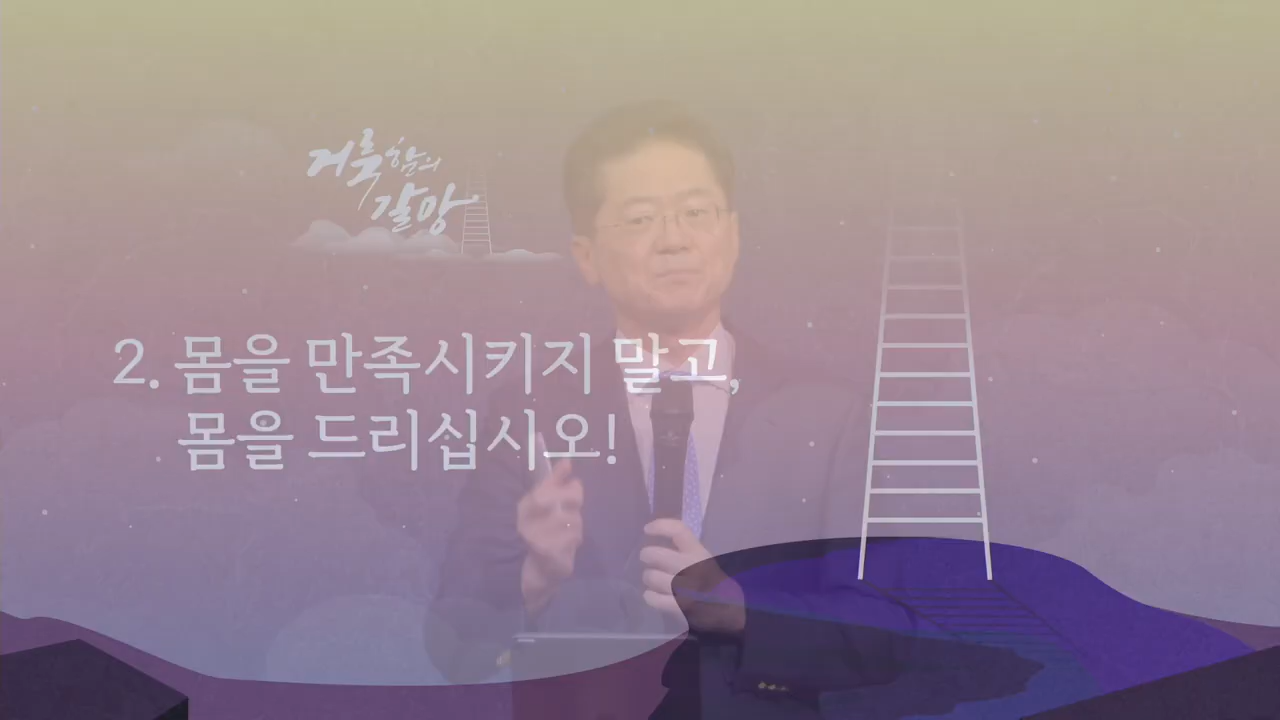 거룩함의
갈망
2. 몸을 만족시키지 말고,
몸을 드리십시오!